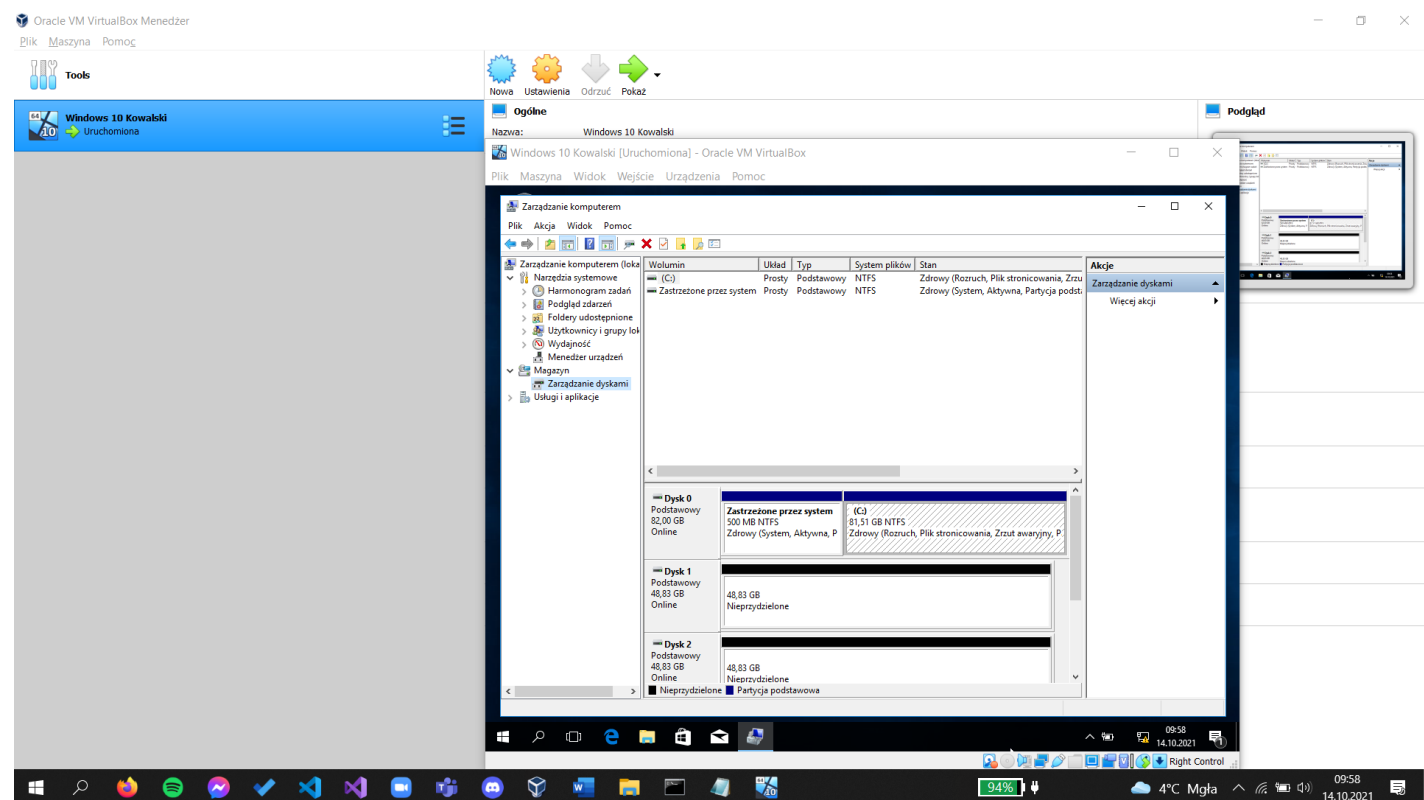 Oracle VM VirtualBox Menedżer
Plik Maszyna Pomoc
Tools
Nowa Ustawienia Odrzuć Pokaż
Windows 10 Kowalski
Uruchomiona
Ogólne
Podgląd
Nazwa: Windows 10 Kowalski
Windows 10 Kowalski [Uruchomiona] - Oracle VM VirtualBox
Plik Maszyna Widok Wejście Urządzenia Pomoc
Zarządzanie komputerem
Plik Akcja Widok Pomoc
Zarządzanie komputerem (loka
Narzędzia systemowe
Harmonogram zadań
Podgląd zdarzeń
Foldery udostępnione
Użytkownicy i grupy lok
Wydajność
Menedżer urządzeń
Magazyn
Zarządzanie dyskami
Usługi i aplikacje
Wolumin Układ Typ System plików Stan
(C:) Prosty Podstawowy NTFS Zdrowy (Rozruch, Plik stronicowania, Zrzu
Zastrzeżone przez system Prosty Podstawowy NTFS Zdrowy (System, Aktywna, Partycja podsta
Akcje
Zarządzanie dyskami
Więcej akcji
Dysk 0
Podstawowy
82,00 GB
Online
Zastrzeżone przez system
500 MB NTFS
Zdrowy (System, Aktywna, P
(C:)
81,51 GB NTFS
Zdrowy (Rozruch, Plik stronicowania, Zrzut awaryjny, P
Dysk 1
Podstawowy
48,83 GB
Online
48,83 GB
Nieprzydzielone
Dysk 2
Podstawowy
48,83 GB
Online
48,83 GB
Nieprzydzielone
Nieprzydzielone Partycja podstawowa
09:58
14.10.2021
Right Control
94%
4°C Mgła
09:58
14.10.2021